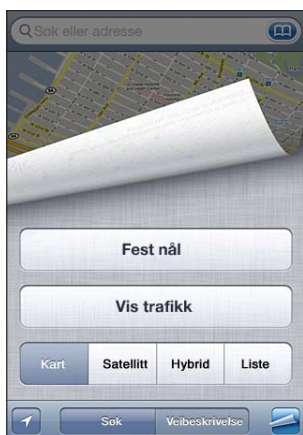 Søk eller adresse
Fest nål
Vis trafikk
Kart Satellitt Hybrid Liste
Søk Veibeskrivelse